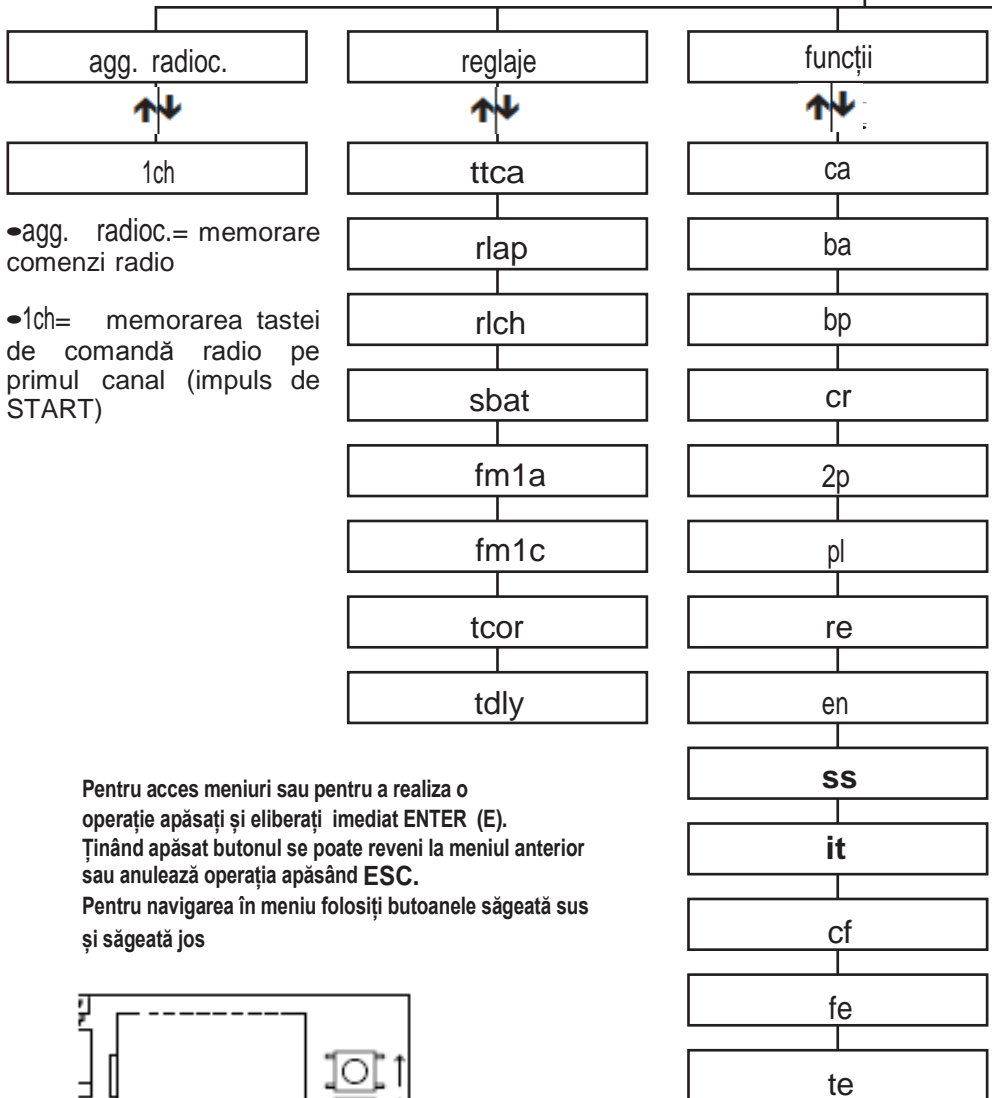 agg. radioc.
1ch
•agg. radioc.= memorare
comenzi radio
•1ch= memorarea tastei
de comandă radio pe
primul canal (impuls de
START)
reglaje
ttca
rlap
rlch
sbat
fm1a
fm1c
tcor
tdly
funcții
ca
ba
bp
cr
2p
pl
re
en
ss
it
cf
fe
te
Pentru acces meniuri sau pentru a realiza o
operație apăsați și eliberați imediat ENTER (E).
Ținând apăsat butonul se poate reveni la meniul anterior
sau anulează operația apăsând ESC.
Pentru navigarea în meniu folosiți butoanele săgeată sus
și săgeată jos